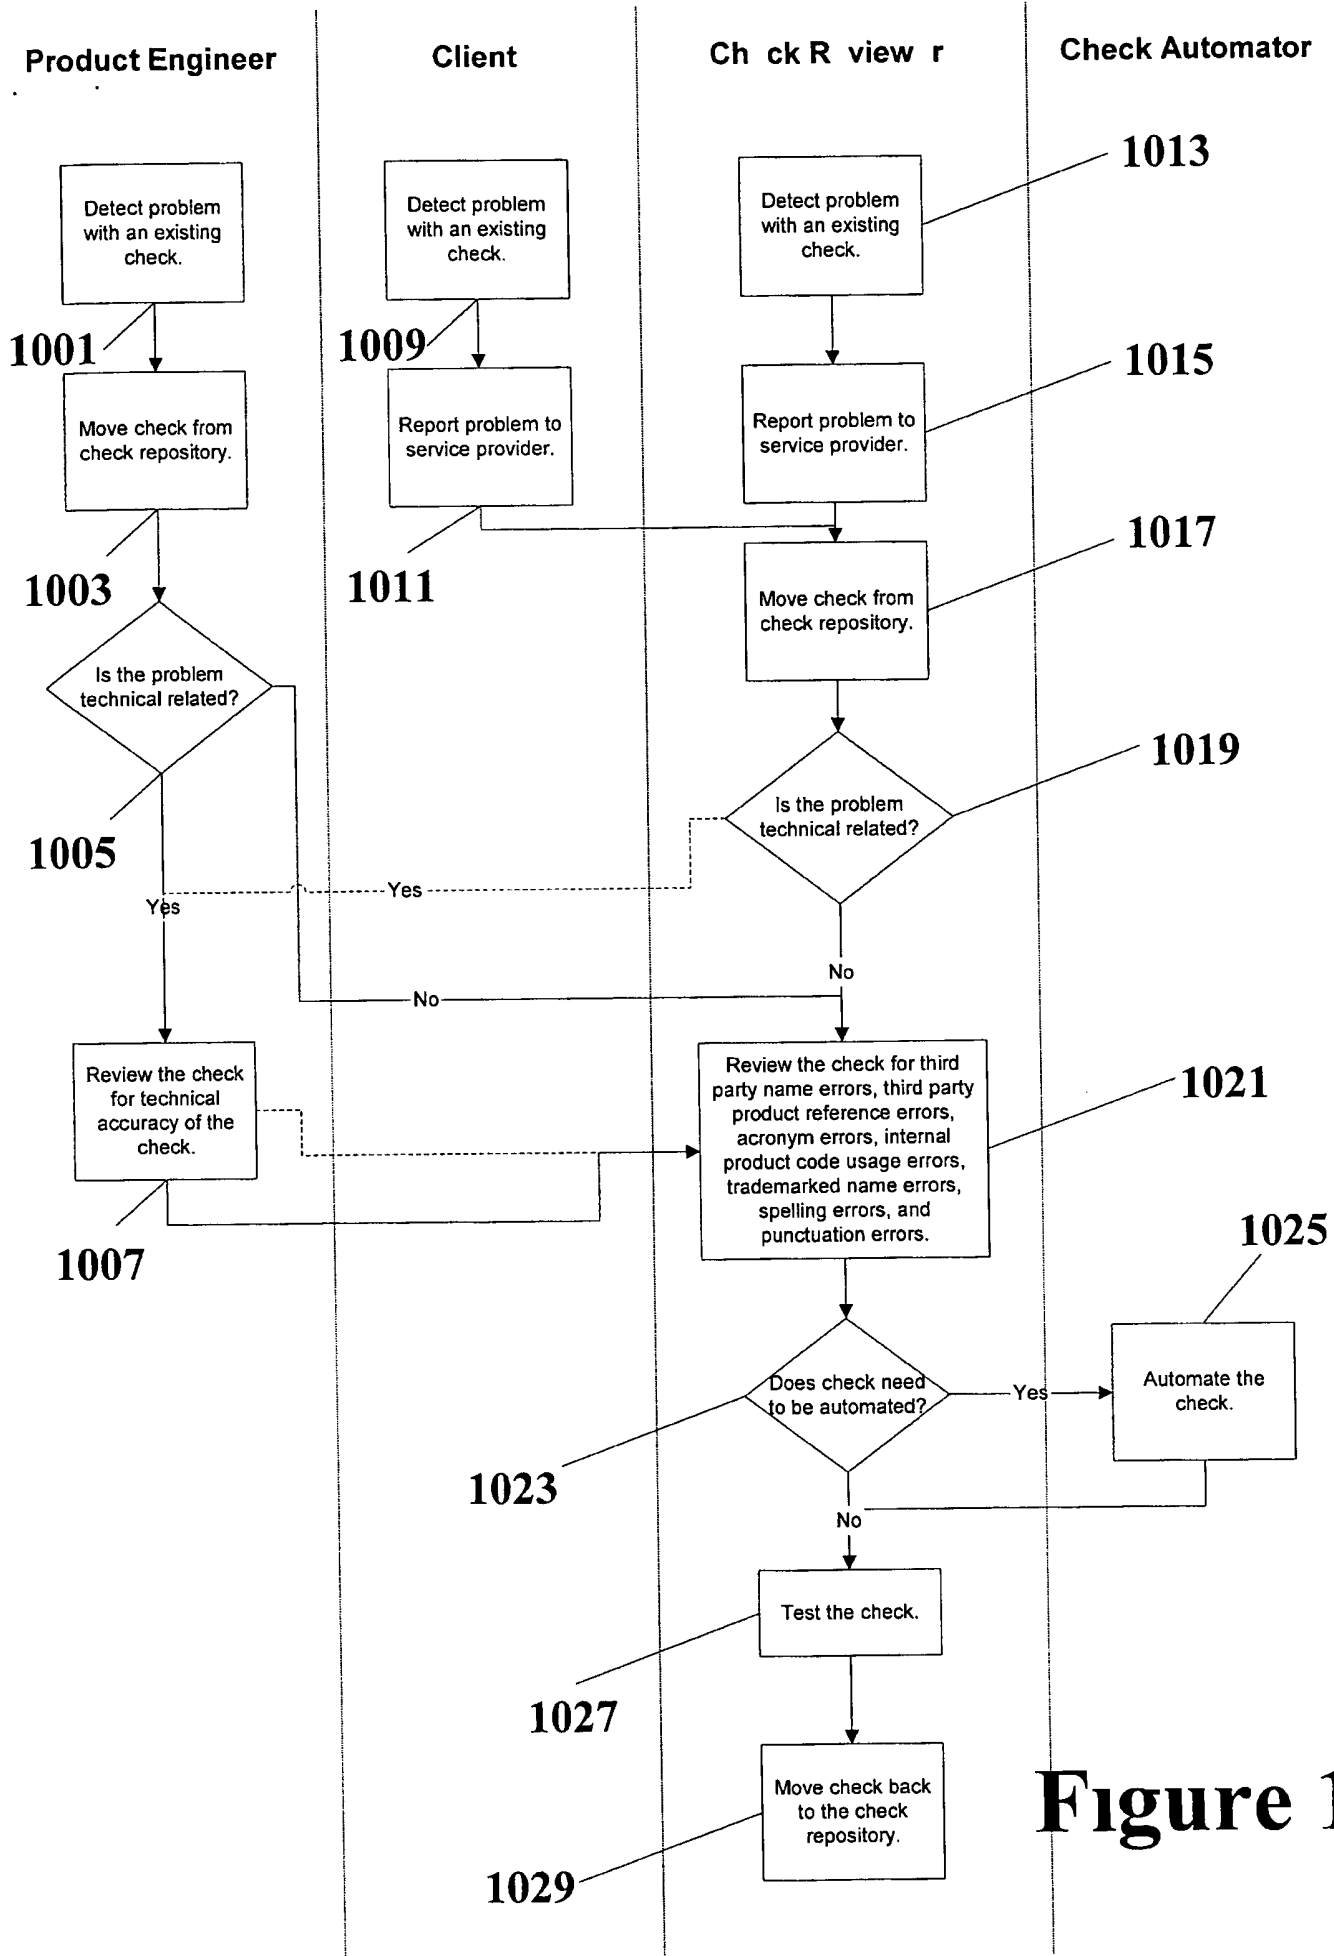 Product Engineer
Client
Ch ck R view r
Check Automator
Detect problem
with an existing
check.
1001
Detect problem
with an existing
check.
1009
Detect problem
with an existing
check.
1013
Move check from
check repository.
1003
Report problem to
service provider.
1011
Report problem to
service provider.
1015
Move check from
check repository.
1017
Is the problem
technical related?
1005
Is the problem
technical related?
1019
Yes
Yes
No
No
Review the check
for technical
accuracy of the
check.
1007
Review the check for third
party name errors, third party
product reference errors,
acronym errors, internal
product code usage errors,
trademarked name errors,
spelling errors, and
punctuation errors.
1021
Does check need
to be automated?
1023
Yes
Automate the
check.
1025
No
Test the check.
1027
Move check back
to the check
repository.
1029
Figure 1